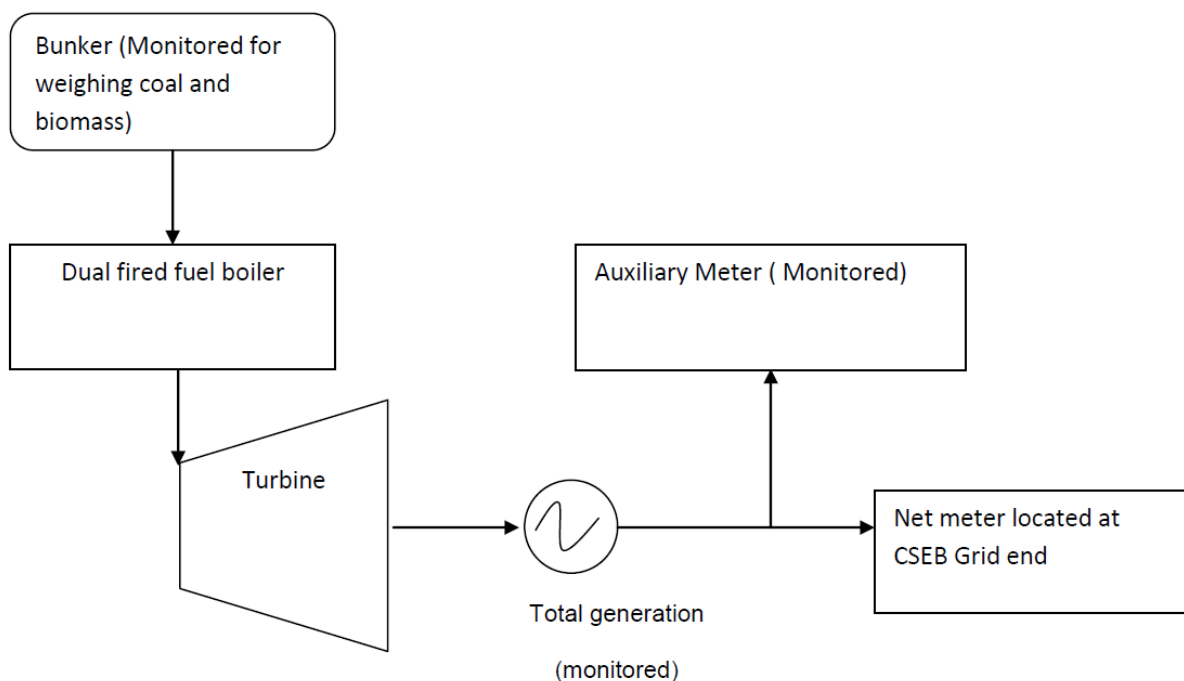 Bunker (Monitored for
weighing coal and
biomass)
Dual fired fuel boiler
Auxiliary Meter ( Monitored)
Turbine
Net meter located at
CSEB Grid end
Total generation
(monitored)